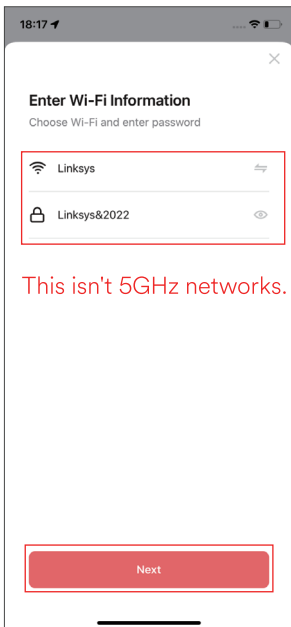 18:17
Enter Wi-Fi Information
Choose Wi-Fi and enter password
Linksys
Linksys&2022
This isn't 5GHz networks.
Next